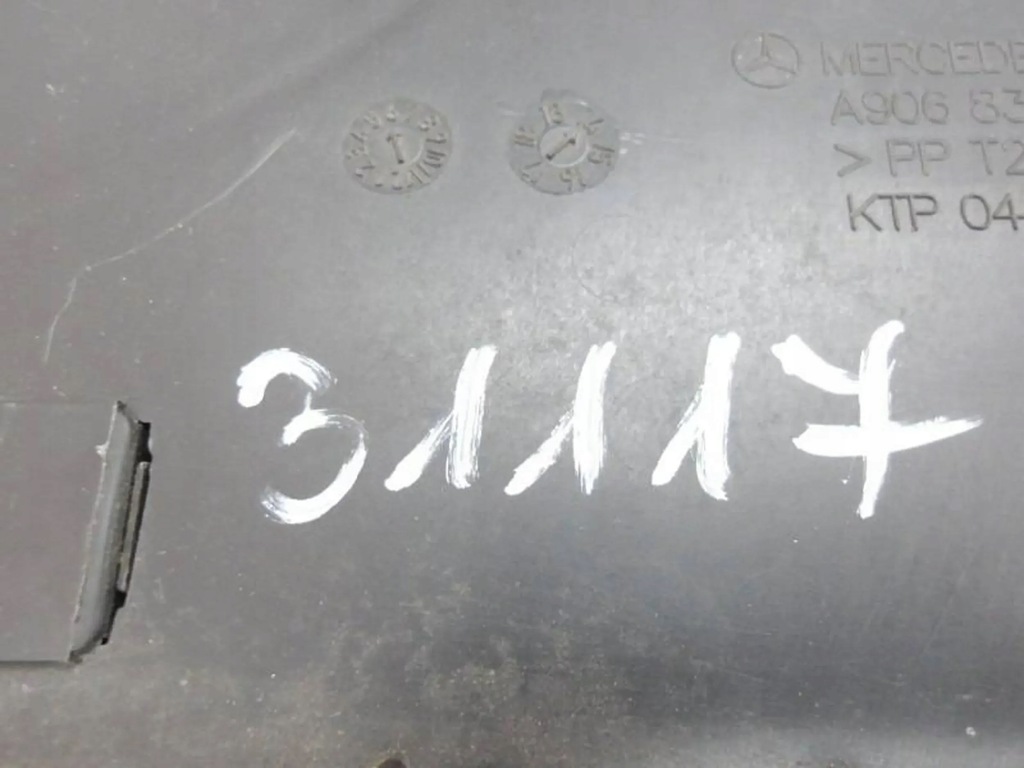 MERCEDE
A906 83
> PP T2
KTP 04-
31117